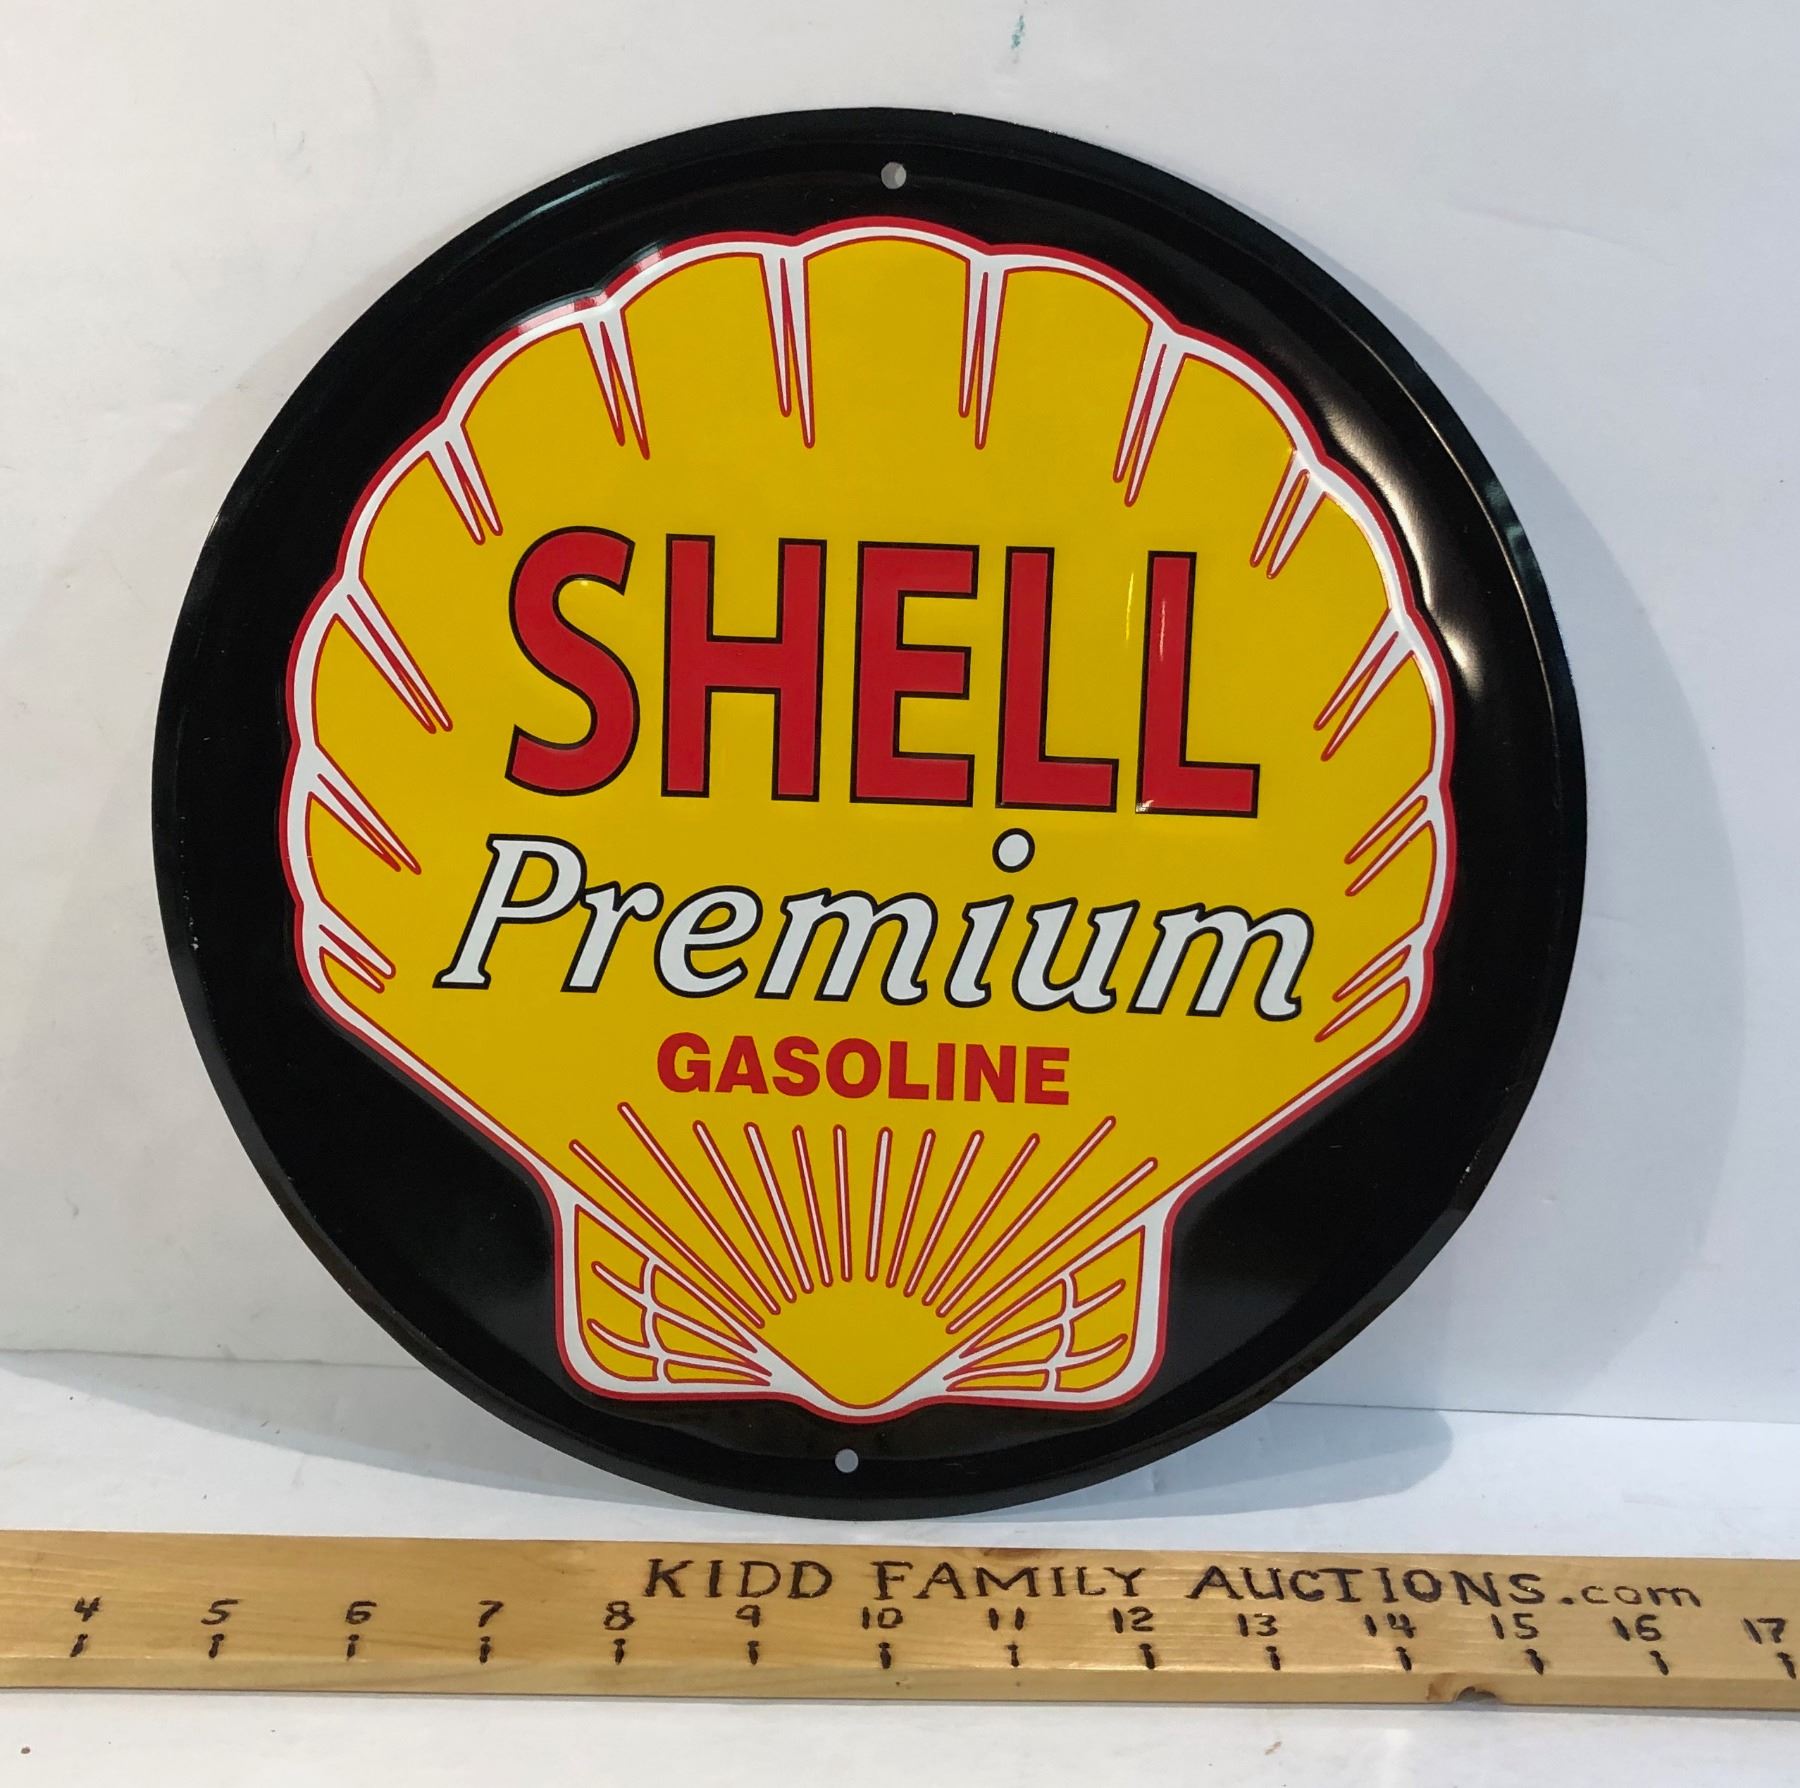 SHELL
Premium
GASOLINE
KIDD FAMILY AUCTIONS.com
4 5 6 7 8 9 10 11 12 13 14 15 16 17